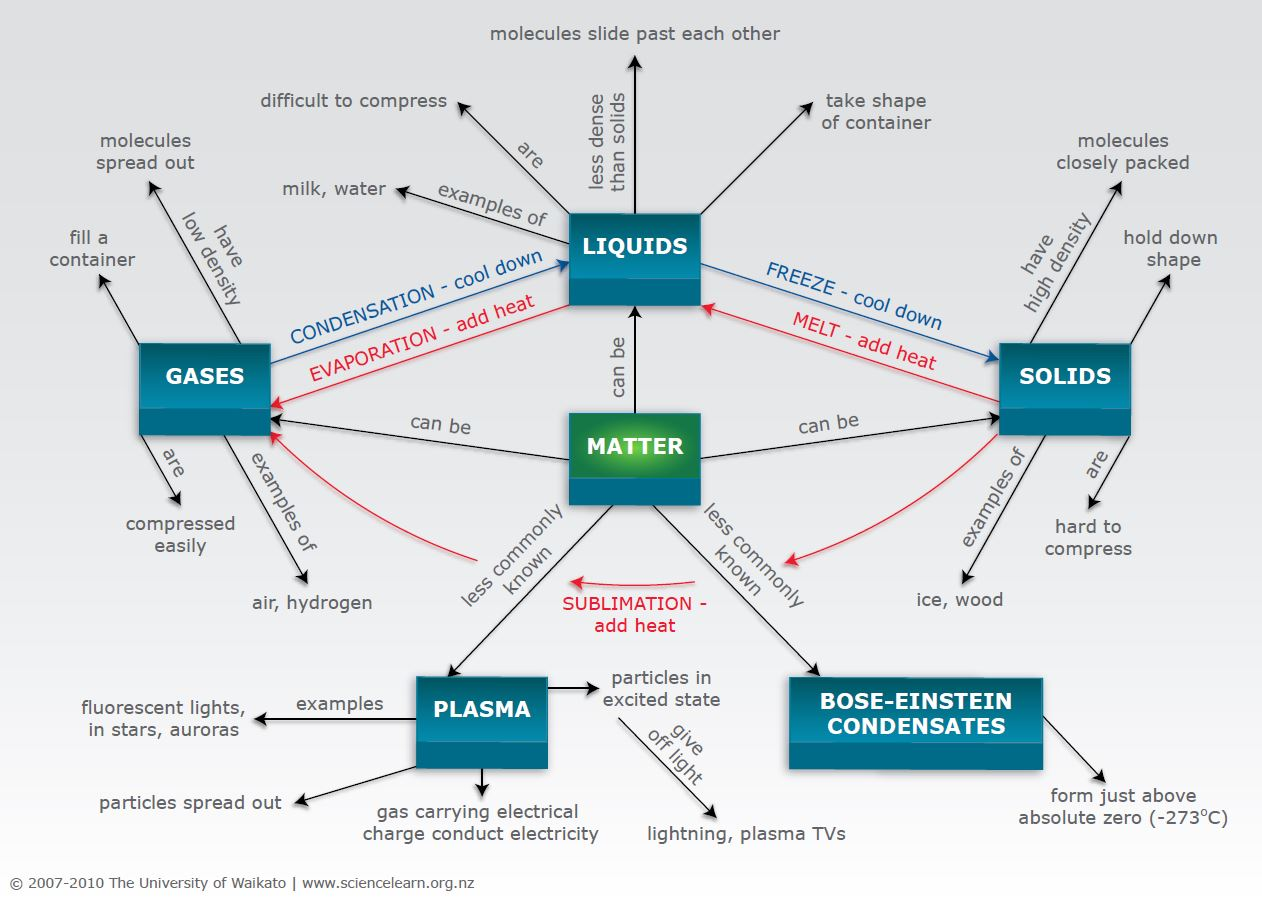 molecules slide past each other
difficult to compress
are
less dense
than solids
take shape
of container
milk, water
examples of
LIQUIDS
molecules
spread out
have
low density
fill a
container
CONDENSATION - cool down
EVAPORATION - add heat
FREEZE - cool down
MELT - add heat
molecules
closely packed
have
high density
hold down
shape
GASES
can be
can be
can be
MATTER
SOLIDS
are
compressed
easily
examples of
air, hydrogen
examples of
ice, wood
are
hard to
compress
less commonly
known
less commonly
known
SUBLIMATION -
add heat
PLASMA
examples
fluorescent lights,
in stars, auroras
particles spread out
gas carrying electrical
charge conduct electricity
particles in
excited state
give
off light
lightning, plasma TVs
BOSE-EINSTEIN
CONDENSATES
form just above
absolute zero (-273°C)
© 2007-2010 The University of Waikato | www.sciencelearn.org.nz